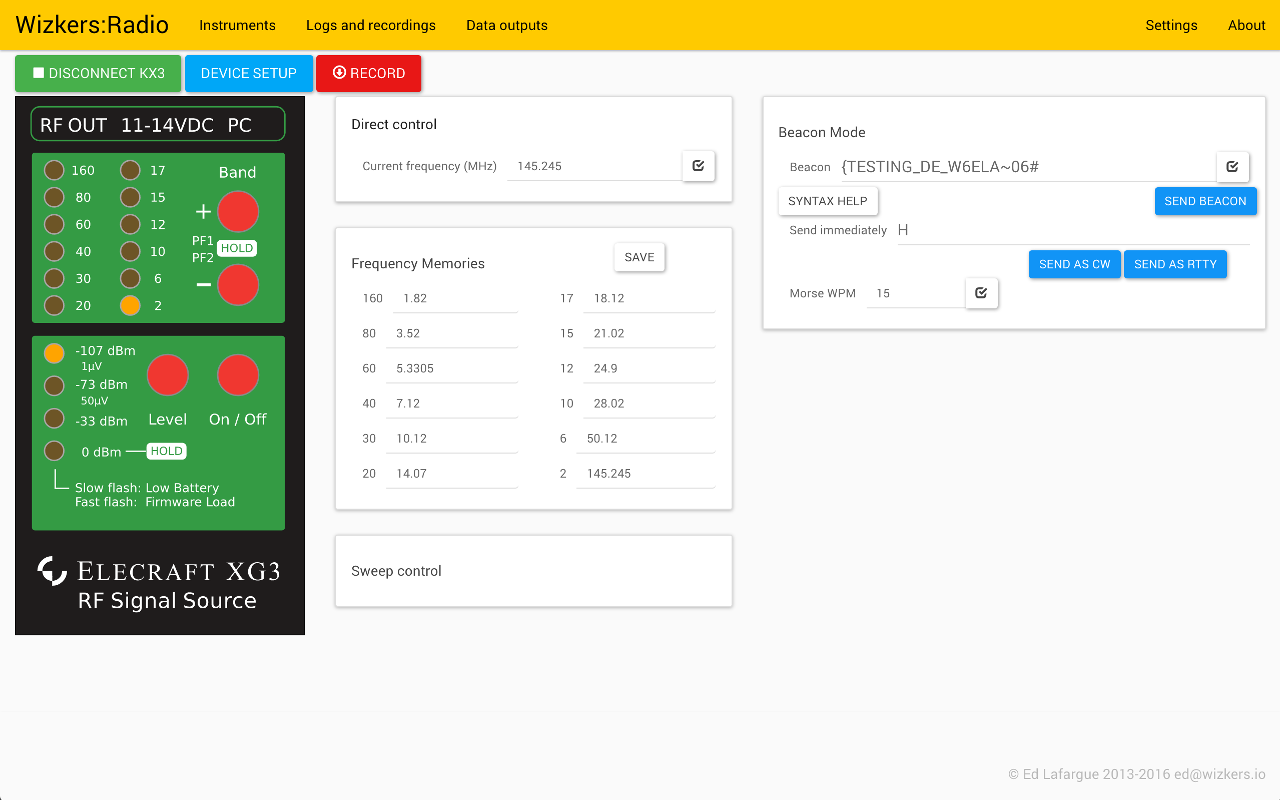 Wizkers:Radio Instruments Logs and recordings Data outputs Settings About
DISCONNECT KX3 DEVICE SETUP RECORD
RF OUT 11-14VDC PC
160 17 Band
80 15
+
60 12
PF1 HOLD
40 10
PF2
30 6
−
20 2
-107 dBm
1µV
-73 dBm
50µV
-33 dBm Level On / Off
0 dBm HOLD
Slow flash: Low Battery
Fast flash: Firmware Load
ELECRAFT XG3
RF Signal Source
Direct control
Current frequency (MHz) 145.245
Frequency Memories SAVE
160 1.82 17 18.12
80 3.52 15 21.02
60 5.3305 12 24.9
40 7.12 10 28.02
30 10.12 6 50.12
20 14.07 2 145.245
Sweep control
Beacon Mode
Beacon {TESTING_DE_W6ELA~06#
SYNTAX HELP SEND BEACON
Send immediately H
SEND AS CW SEND AS RTTY
Morse WPM 15
© Ed Lafargue 2013-2016 ed@wizkers.io